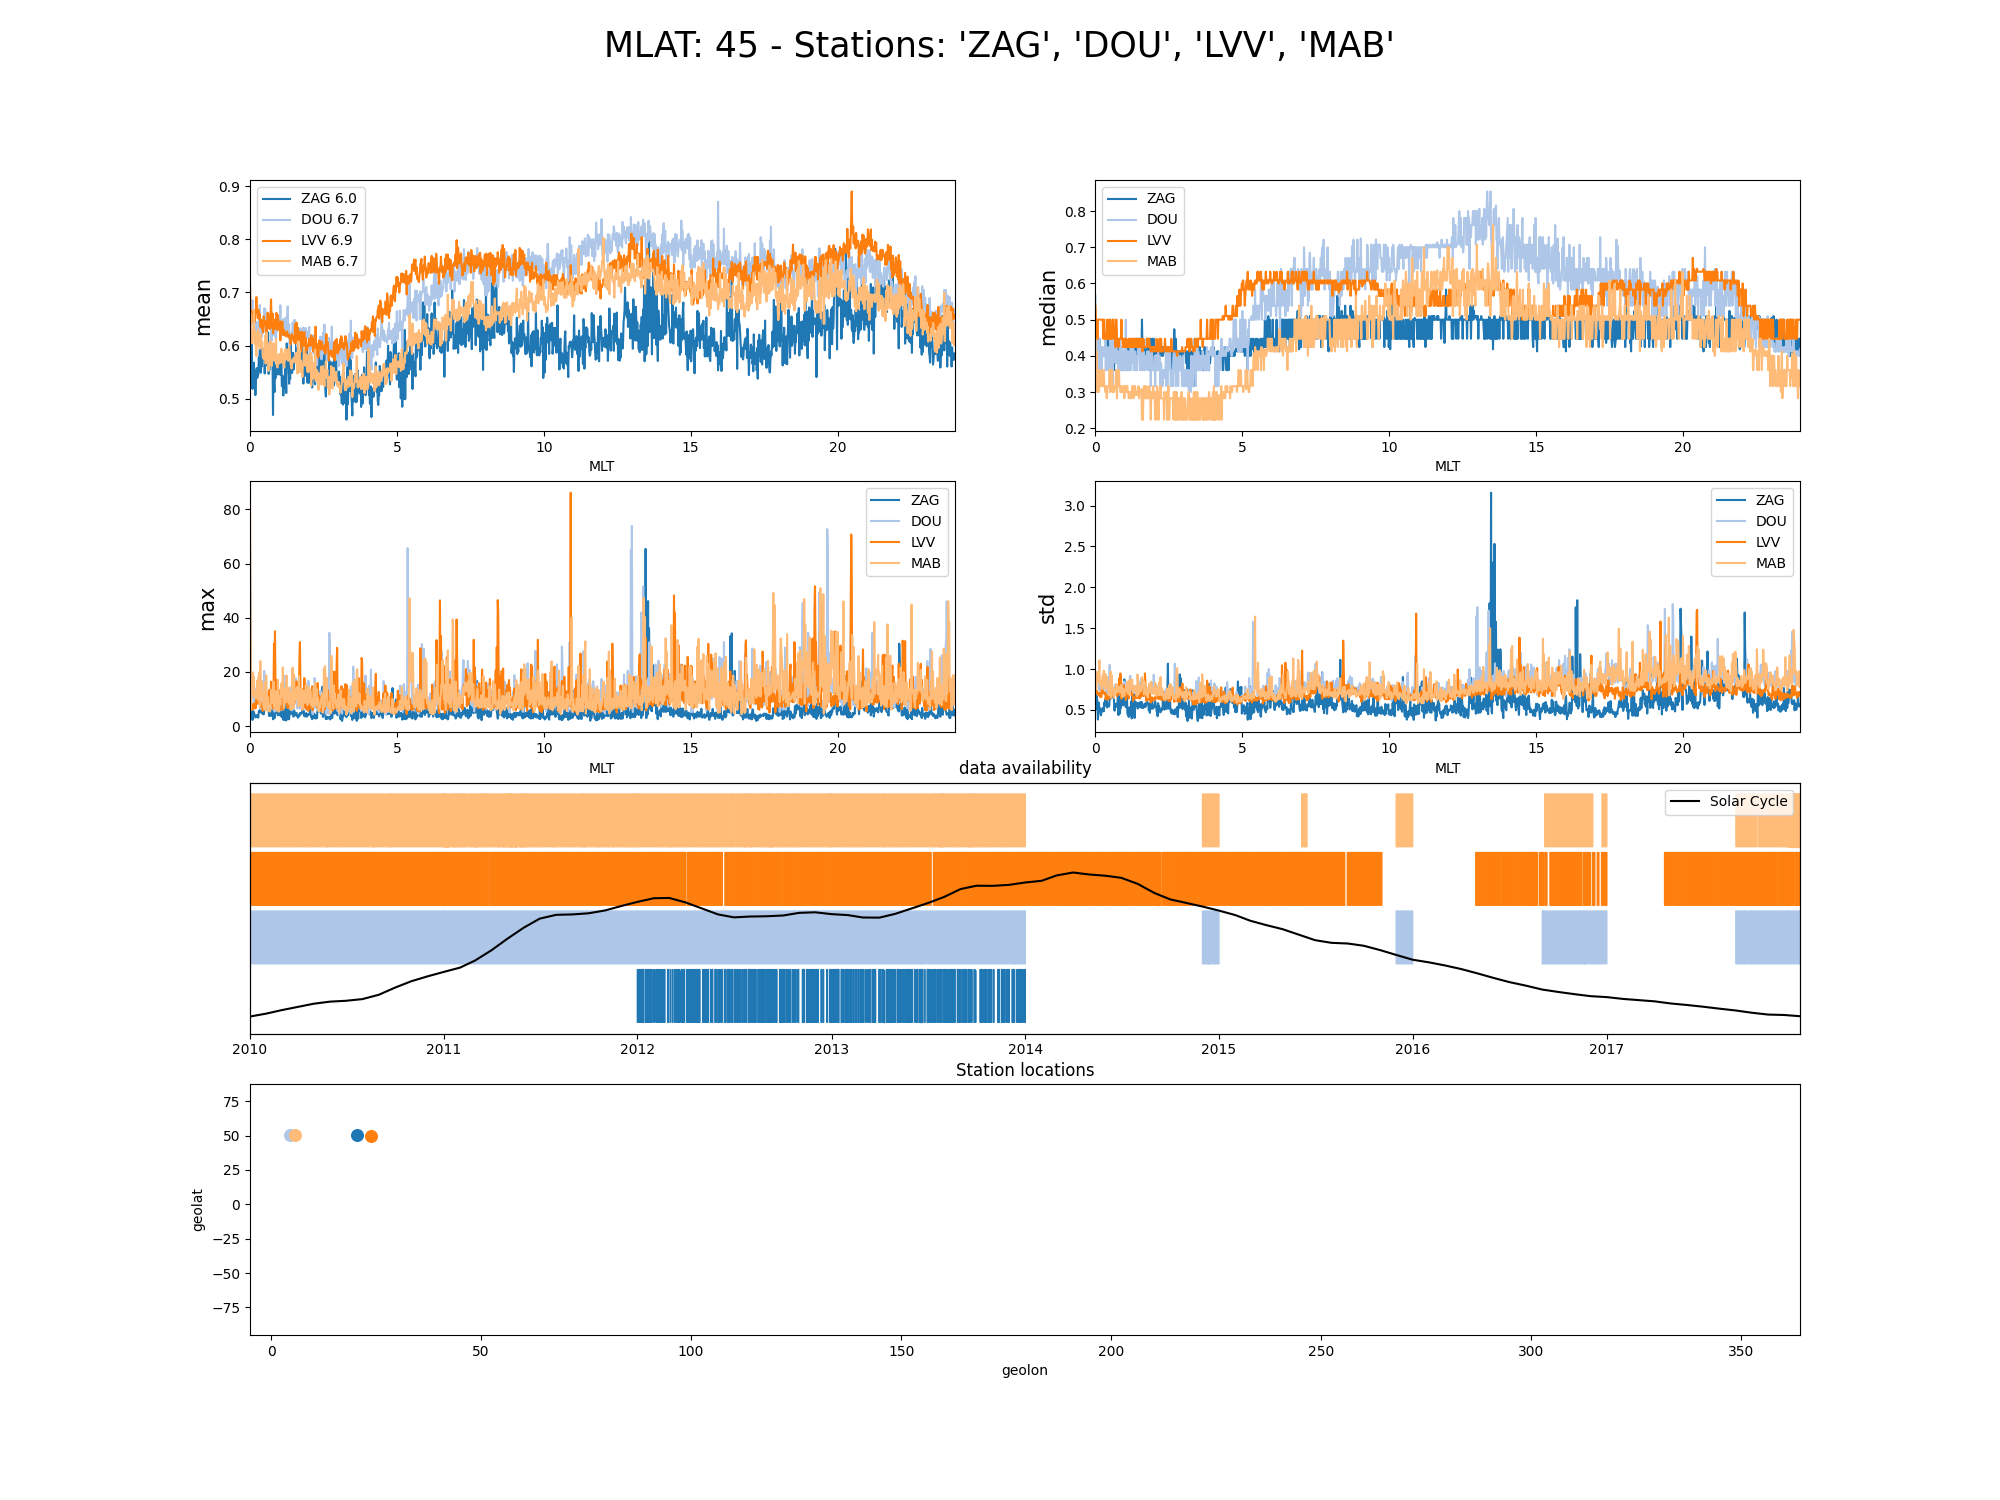 MLAT: 45 - Stations: 'ZAG', 'DOU', 'LVV', 'MAB'
mean
0.9
0.8
0.7
0.6
0.5
ZAG 6.0
DOU 6.7
LVV 6.9
MAB 6.7
0 5 10 15 20
MLT
median
0.8
0.7
0.6
0.5
0.4
0.3
0.2
ZAG
DOU
LVV
MAB
0 5 10 15 20
MLT
max
80
60
40
20
0
ZAG
DOU
LVV
MAB
0 5 10 15 20
MLT
std
3.0
2.5
2.0
1.5
1.0
0.5
ZAG
DOU
LVV
MAB
0 5 10 15 20
MLT
data availability
Solar Cycle
2010 2011 2012 2013 2014 2015 2016 2017
Station locations
geolat
75
50
25
0
−25
−50
−75
0 50 100 150 200 250 300 350
geolon